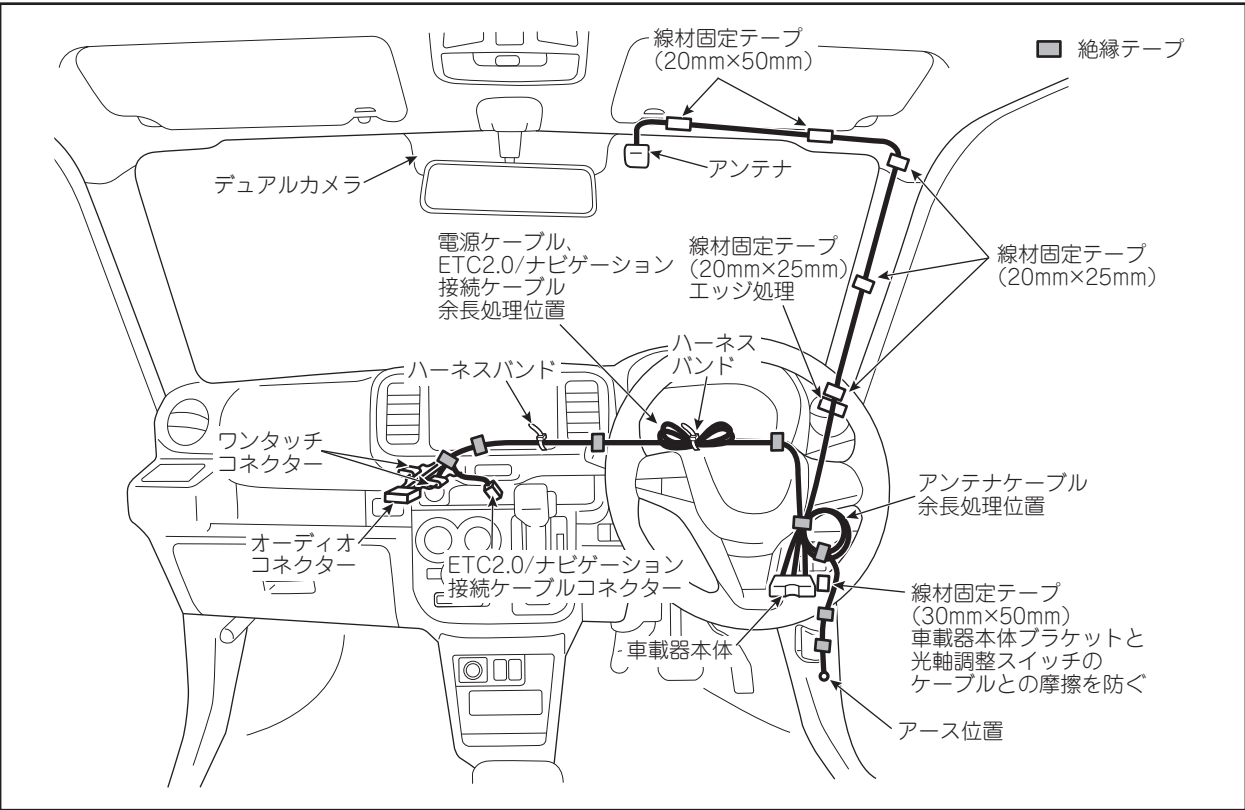 線材固定テープ
(20mm×50mm)
絶縁テープ
アンテナ
デュアルカメラ
電源ケーブル、
ETC2.0/ナビゲーション
接続ケーブル
余長処理位置
線材固定テープ
(20mm×25mm)
エッジ処理
線材固定テープ
(20mm×25mm)
ハーネスバンド
ハーネス
バンド
ワンタッチ
コネクター
アンテナケーブル
余長処理位置
オーディオ
コネクター
ETC2.0/ナビゲーション
接続ケーブルコネクター
車載器本体
線材固定テープ
(30mm×50mm)
車載器本体ブラケットと
光軸調整スイッチの
ケーブルとの摩擦を防ぐ
アース位置